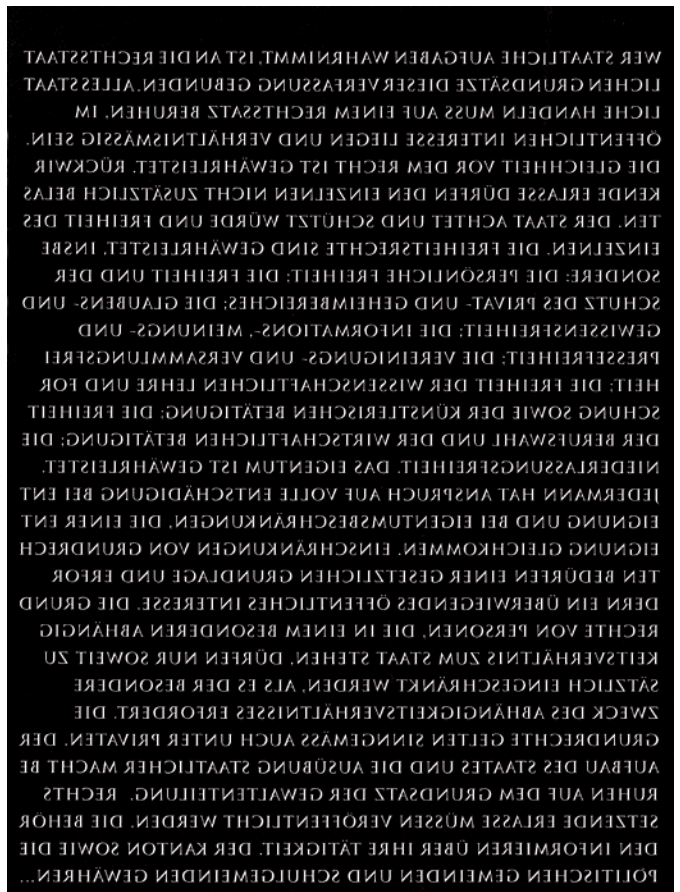 WER STAATLICHE AUFGABEN WAHRNIMMT, IST AN DIE RECHTSSTAAT
LICHEN GRUNDSÄTZE DIESER VERFASSUNG GEBUNDEN. ALLES STAAT
LICHE HANDELN MUSS AUF EINEM RECHTSSATZ BERUHEN, IM
ÖFFENTLICHEN INTERESSE LIEGEN UND VERHÄLTNISMÄSSIG SEIN.
DIE GLEICHHEIT VOR DEM RECHT IST GEWÄHRLEISTET. RÜCKWIR
KENDE ERLASSE DÜRFEN DEN EINZELNEN NICHT ZUSÄTZLICH BELAS
TEN. DER STAAT ACHTET UND SCHÜTZT WÜRDE UND FREIHEIT DES
EINZELNEN. DIE FREIHEITSRECHTE SIND GEWÄHRLEISTET, INSBE
SONDERE: DIE PERSÖNLICHE FREIHEIT; DIE FREIHEIT UND DER
SCHUTZ DES PRIVAT- UND GEHEIMBEREICHES; DIE GLAUBENS- UND
GEWISSENSFREIHEIT; DIE INFORMATIONS-, MEINUNGS- UND
PRESSEFREIHEIT; DIE VEREINIGUNGS- UND VERSAMMLUNGSFREI
HEIT; DIE FREIHEIT DER WISSENSCHAFTLICHEN LEHRE UND FOR
SCHUNG SOWIE DER KÜNSTLERISCHEN BETÄTIGUNG; DIE FREIHEIT
DER BERUFSWAHL UND DER WIRTSCHAFTLICHEN BETÄTIGUNG; DIE
NIEDERLASSUNGSFREIHEIT. DAS EIGENTUM IST GEWÄHRLEISTET.
JEDERMANN HAT ANSPRUCH AUF VOLLE ENTSCHÄDIGUNG BEI ENT
EIGNUNG UND BEI EIGENTUMSBESCHRÄNKUNGEN, DIE EINER ENT
EIGNUNG GLEICHKOMMEN. EINSCHRÄNKUNGEN VON GRUNDRECH
TEN BEDÜRFEN EINER GESETZLICHEN GRUNDLAGE UND ERFOR
DERN EIN ÜBERWIEGENDES ÖFFENTLICHES INTERESSE. DIE GRUND
RECHTE VON PERSONEN, DIE IN EINEM BESONDEREN ABHÄNGIG
KEITSVERHÄLTNIS ZUM STAAT STEHEN, DÜRFEN NUR SOWEIT ZU
SÄTZLICH EINGESCHRÄNKT WERDEN, ALS ES DER BESONDERE
ZWECK DES ABHÄNGIGKEITSVERHÄLTNISSES ERFORDERT. DIE
GRUNDRECHTE GELTEN SINNGEMÄSS AUCH UNTER PRIVATEN. DER
AUFBAU DES STAATES UND DIE AUSÜBUNG STAATLICHER MACHT BE
RUHEN AUF DEM GRUNDSATZ DER GEWALTENTEILUNG. RECHTS
SETZENDE ERLASSE MÜSSEN VERÖFFENTLICHT WERDEN. DIE BEHÖR
DEN INFORMIEREN ÜBER IHRE TÄTIGKEIT. DER KANTON SOWIE DIE
POLITISCHEN GEMEINDEN UND SCHULGEMEINDEN GEWÄHREN...